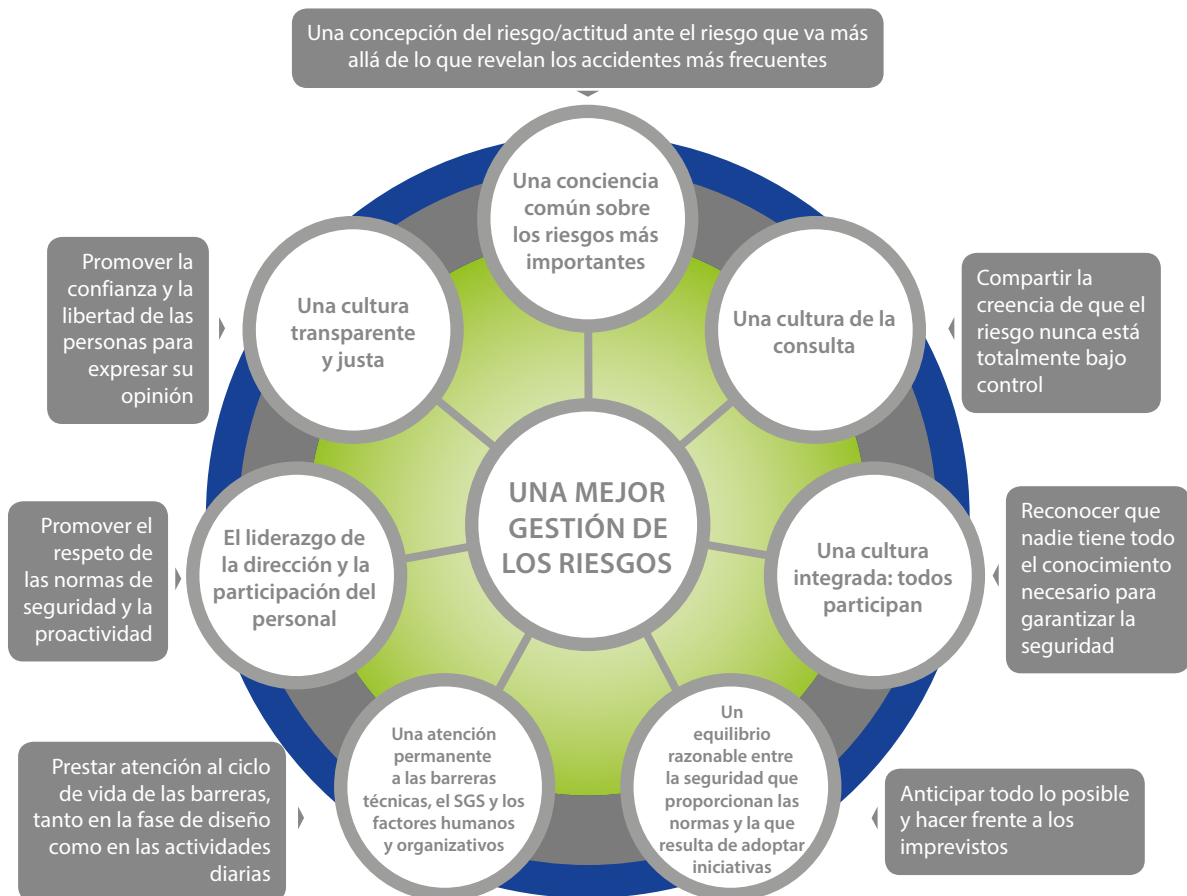 Una concepción del riesgo/actitud ante el riesgo que va más
allá de lo que revelan los accidentes más frecuentes
Una conciencia
común sobre
los riesgos más
importantes
Promover la
confianza y la
libertad de las
personas para
expresar su
opinión
Una cultura
transparente
y justa
Una cultura de la
consulta
Compartir la
creencia de que el
riesgo nunca está
totalmente bajo
control
UNA MEJOR
GESTIÓN DE
LOS RIESGOS
Promover el
respeto de
las normas de
seguridad y la
proactividad
El liderazgo de
la dirección y la
participación del
personal
Una cultura
integrada: todos
participan
Reconocer que
nadie tiene todo
el conocimiento
necesario para
garantizar la
seguridad
Prestar atención al ciclo
de vida de las barreras,
tanto en la fase de diseño
como en las actividades
diarias
Una atención
permanente
a las barreras
técnicas, el SGS y los
factores humanos
y organizativos
Un
equilibrio
razonable entre
la seguridad que
proporcionan las
normas y la que
resulta de adoptar
iniciativas
Anticipar todo lo posible
y hacer frente a los
imprevistos